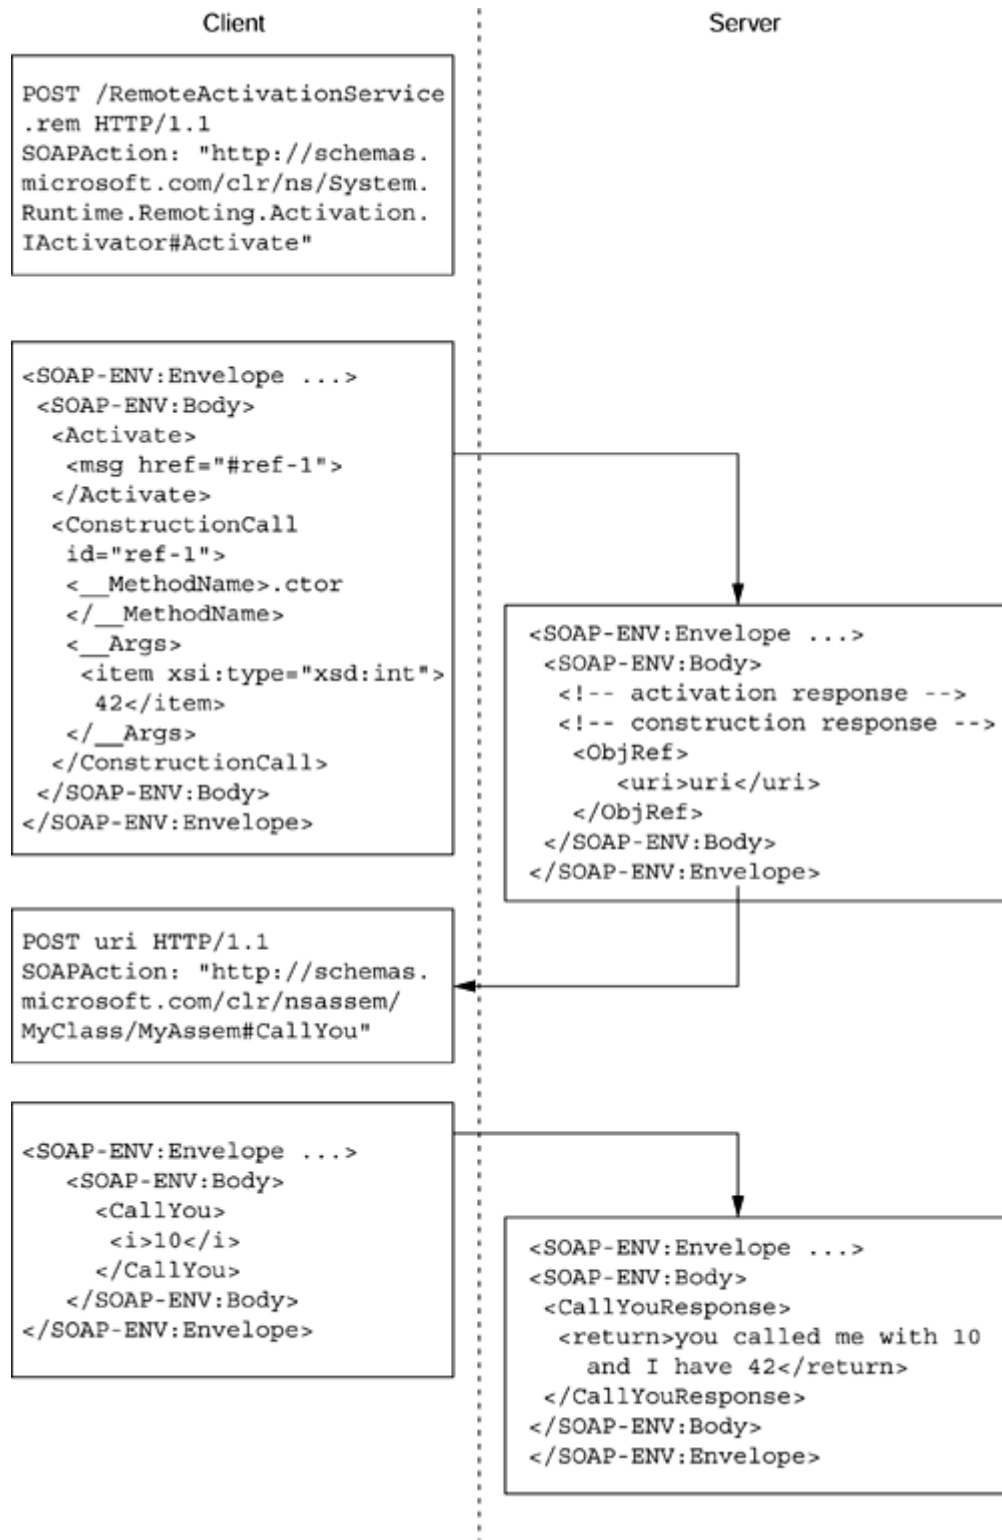 Client
Server
POST /RemoteActivationService
.rem HTTP/1.1
SOAPAction: "http://schemas.
microsoft.com/clr/ns/System.
Runtime.Remoting.Activation.
IActivator#Activate"
<SOAP-ENV:Envelope ...>
<SOAP-ENV:Body>
<Activate>
<msg href="#ref-1">
</Activate>
<ConstructionCall
id="ref-1">
<__MethodName>.ctor
</__MethodName>
<__Args>
<item xsi:type="xsd:int">
42</item>
</__Args>
</ConstructionCall>
</SOAP-ENV:Body>
</SOAP-ENV:Envelope>
<SOAP-ENV:Envelope ...>
<SOAP-ENV:Body>
<!-- activation response -->
<!-- construction response -->
<ObjRef>
<uri>uri</uri>
</ObjRef>
</SOAP-ENV:Body>
</SOAP-ENV:Envelope>
POST uri HTTP/1.1
SOAPAction: "http://schemas.
microsoft.com/clr/nsassem/
MyClass/MyAssem#CallYou"
<SOAP-ENV:Envelope ...>
<SOAP-ENV:Body>
<CallYou>
<i>10</i>
</CallYou>
</SOAP-ENV:Body>
</SOAP-ENV:Envelope>
<SOAP-ENV:Envelope ...>
<SOAP-ENV:Body>
<CallYouResponse>
<return>you called me with 10
and I have 42</return>
</CallYouResponse>
</SOAP-ENV:Body>
</SOAP-ENV:Envelope>